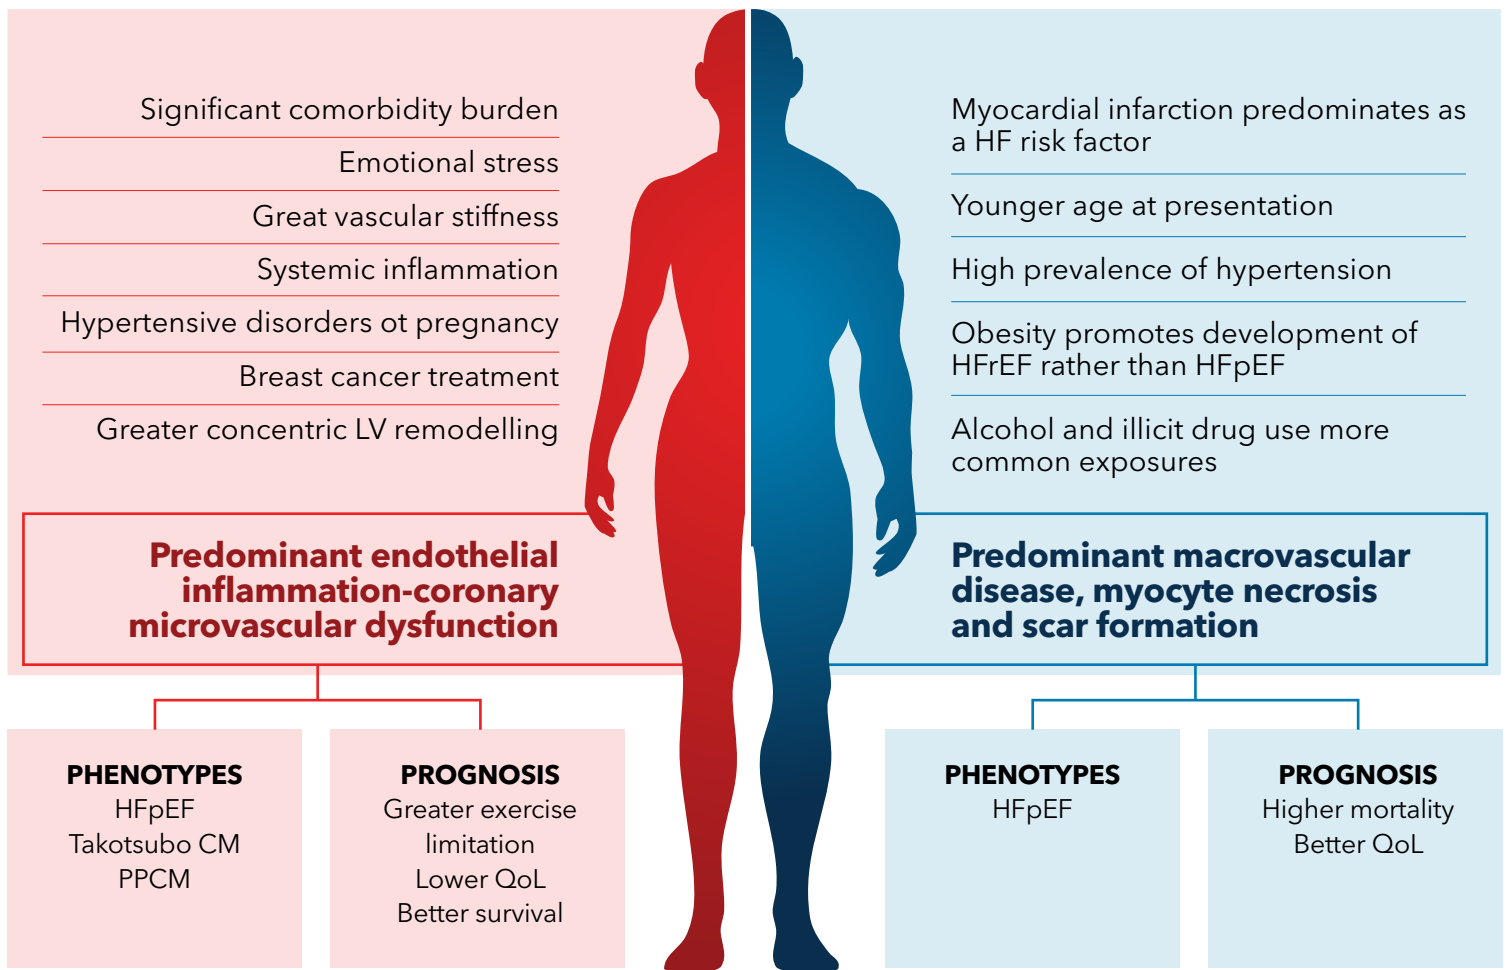 Significant comorbidity burden
Emotional stress
Great vascular stiffness
Systemic inflammation
Hypertensive disorders ot pregnancy
Breast cancer treatment
Greater concentric LV remodelling
Predominant endothelial
inflammation-coronary
microvascular dysfunction
PHENOTYPES
HFpEF
Takotsubo CM
PPCM
PROGNOSIS
Greater exercise
limitation
Lower QoL
Better survival
Myocardial infarction predominates as
a HF risk factor
Younger age at presentation
High prevalence of hypertension
Obesity promotes development of
HFrEF rather than HFpEF
Alcohol and illicit drug use more
common exposures
Predominant macrovascular
disease, myocyte necrosis
and scar formation
PHENOTYPES
HFpEF
PROGNOSIS
Higher mortality
Better QoL